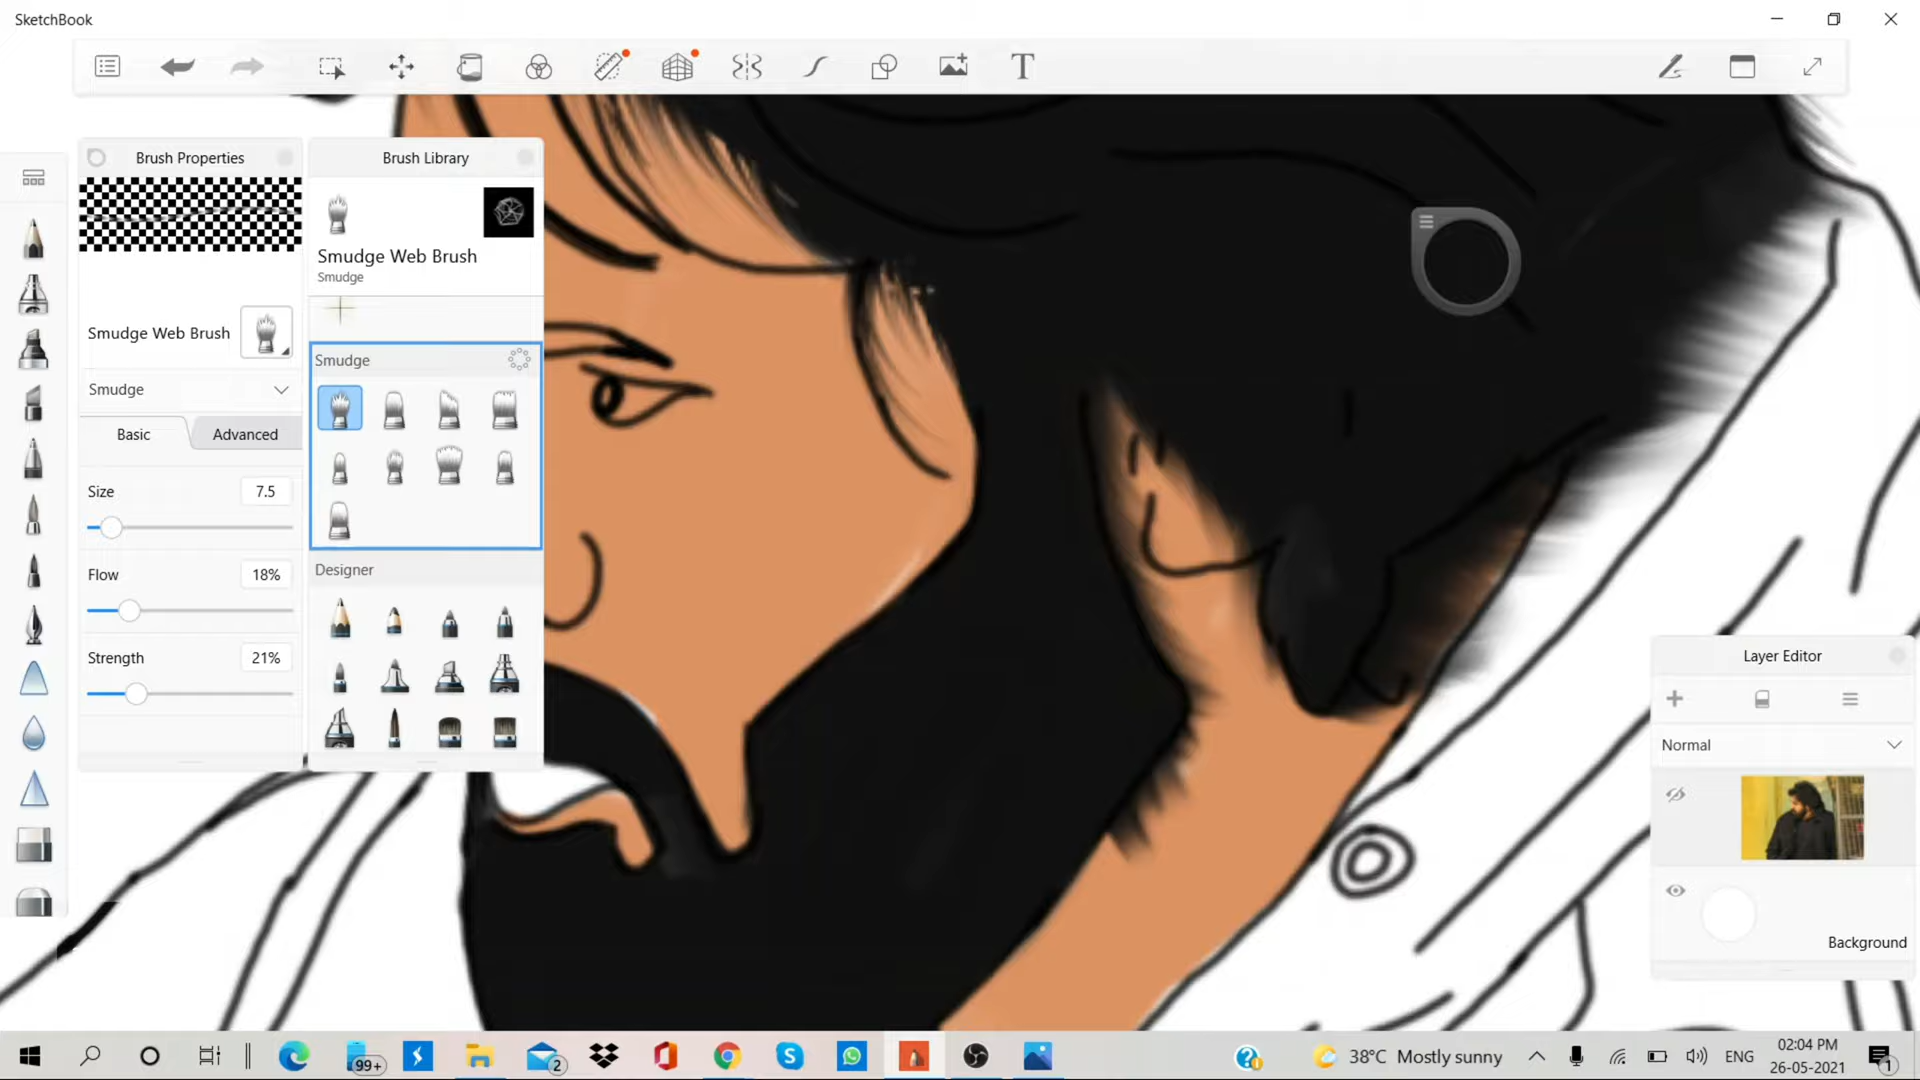 SketchBook
T
Brush Properties
Brush Library
Smudge Web Brush
Smudge
Smudge Web Brush
Smudge
Smudge
Basic
Advanced
Size
7.5
Flow
18%
Strength
21%
Designer
Layer Editor
Normal
Background
99+
2
38°C Mostly sunny
ENG
02:04 PM
26-05-2021
1